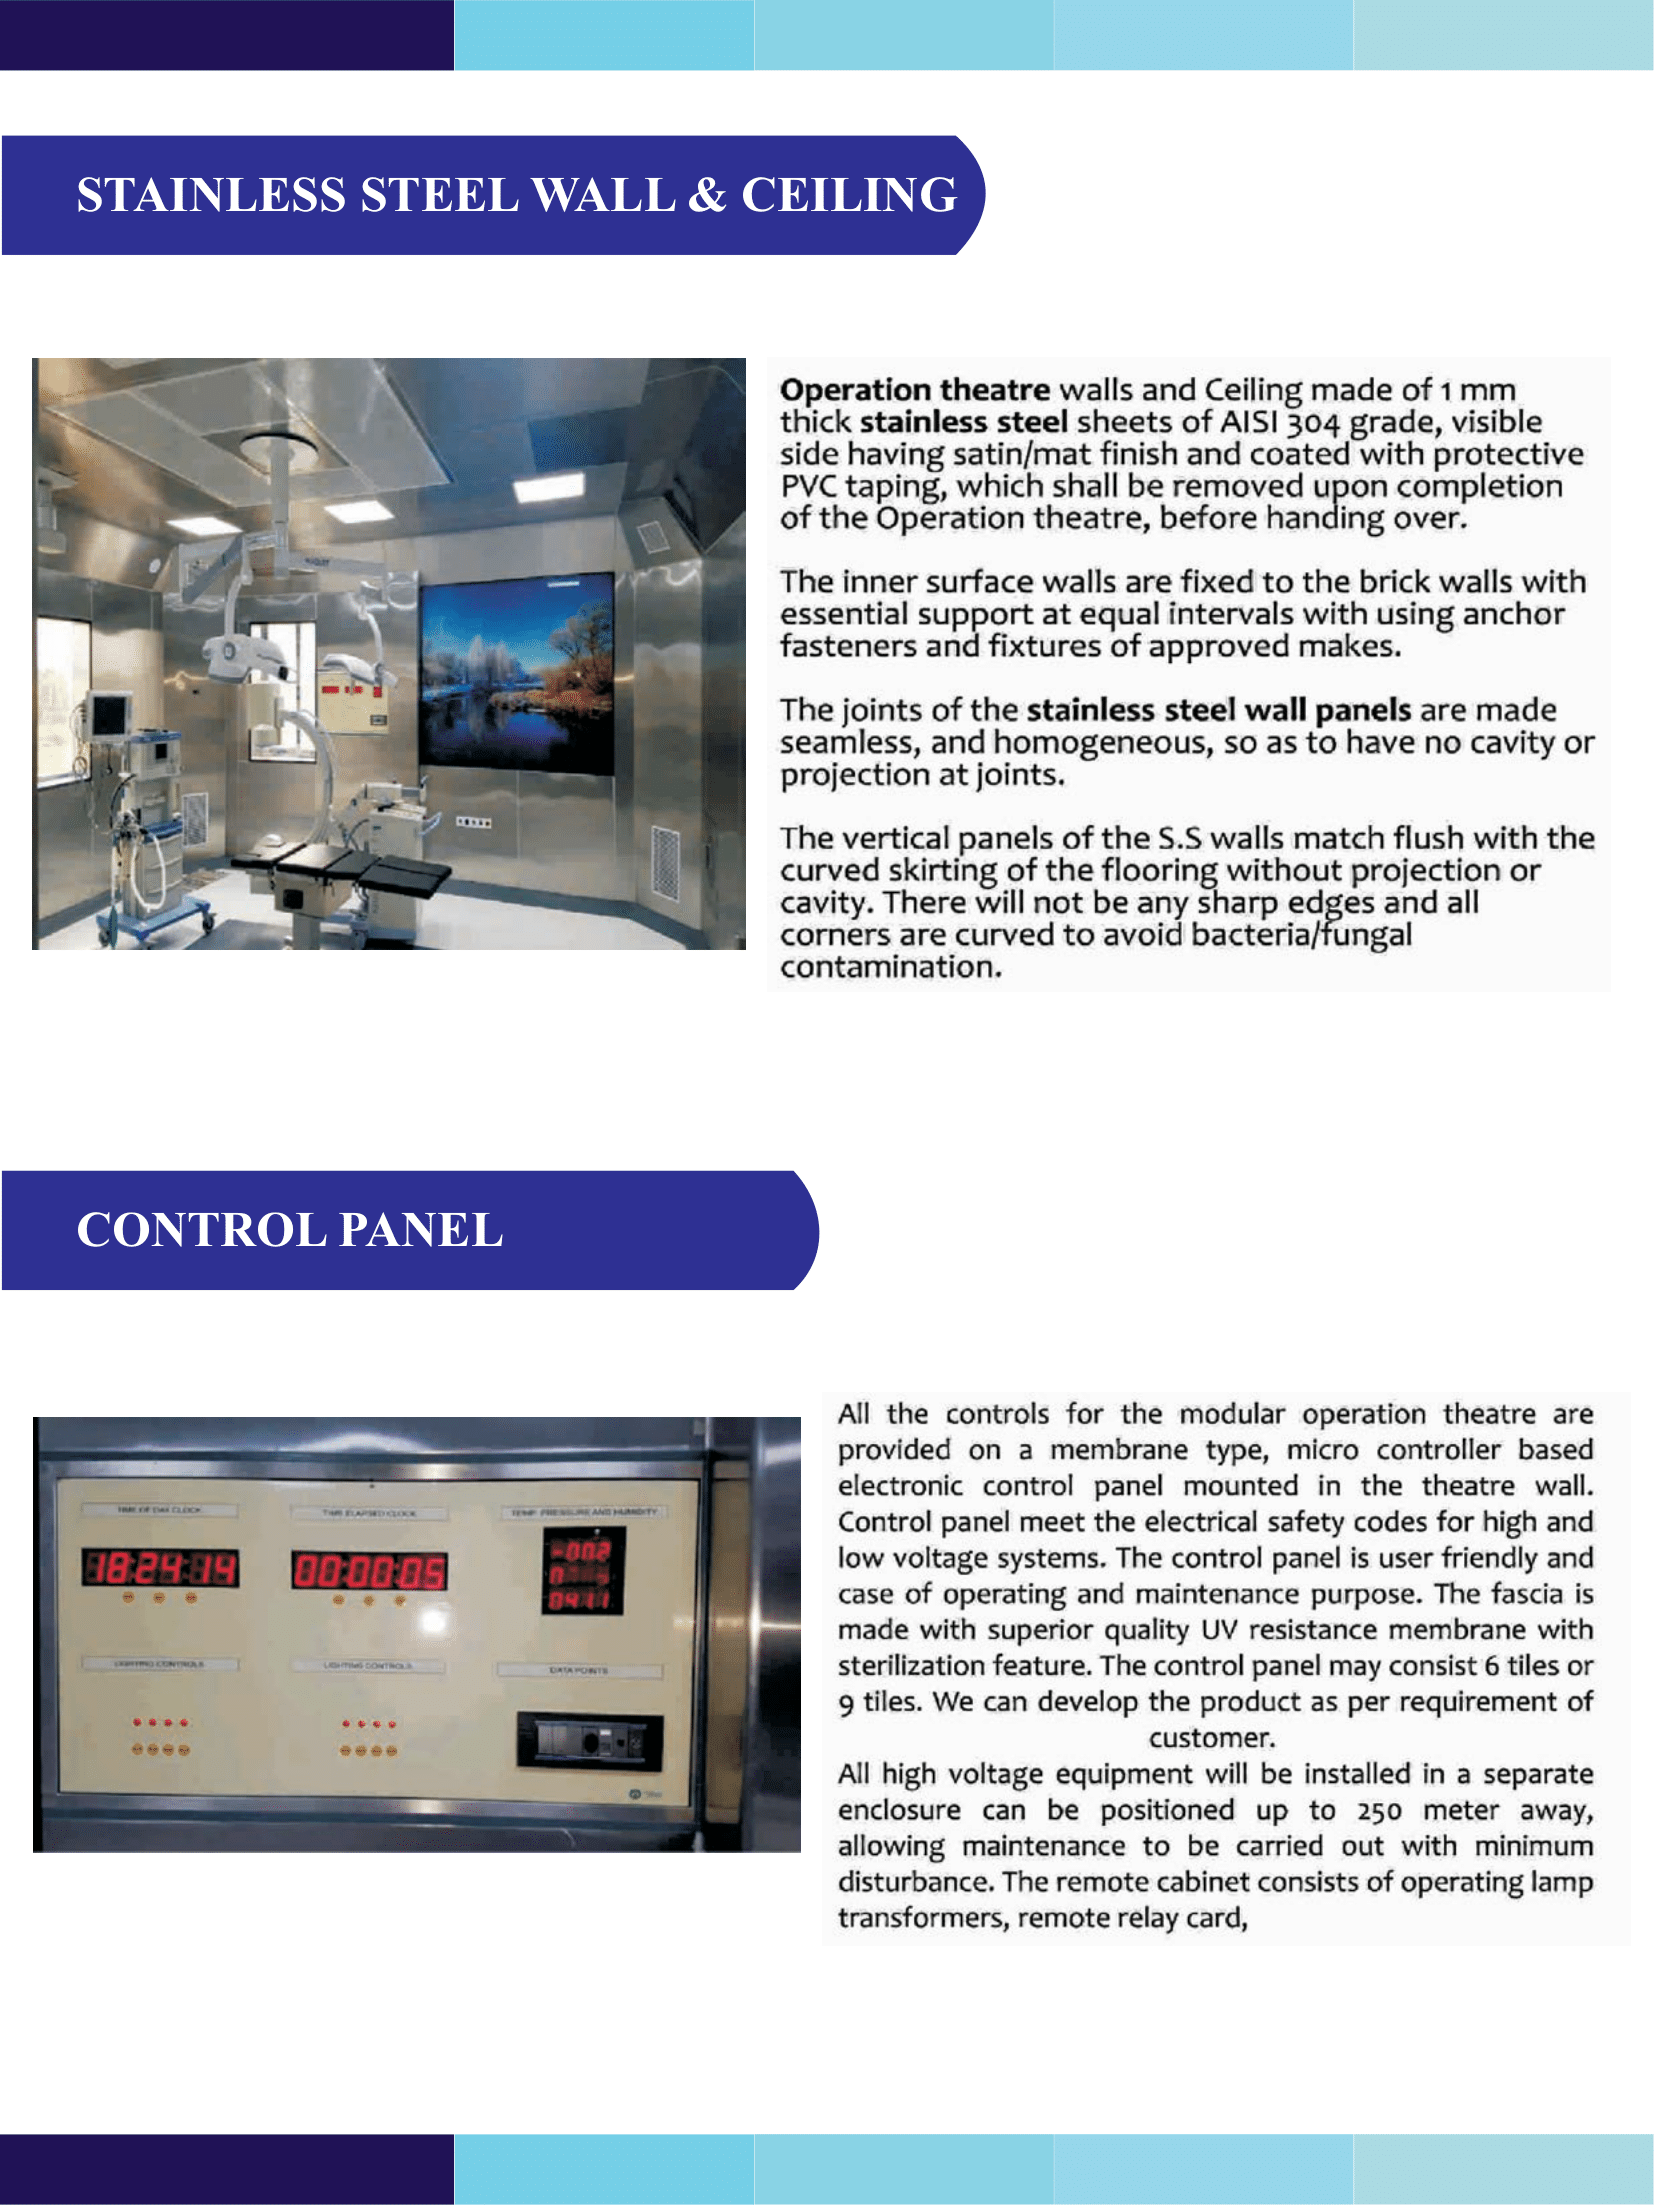 STAINLESS STEEL WALL & CEILING
Operation theatre walls and Ceiling made of 1 mm
thick stainless steel sheets of AISI 304 grade, visible
side having satin/mat finish and coated with protective
PVC taping, which shall be removed upon completion
of the Operation theatre, before handing over.
The inner surface walls are fixed to the brick walls with
essential support at equal intervals with using anchor
fasteners and fixtures of approved makes.
The joints of the stainless steel wall panels are made
seamless, and homogeneous, so as to have no cavity or
projection at joints.
The vertical panels of the S.S walls match flush with the
curved skirting of the flooring without projection or
cavity. There will not be any sharp edges and all
corners are curved to avoid bacteria/fungal
contamination.
CONTROL PANEL
TIME OF DAY CLOCK
TIME ELAPSED CLOCK
TEMP PRESSURE AND HUMIDITY
18:24:14
00:00:05
-002
0411
LIGHTING CONTROLS
LIGHTING CONTROLS
DATA POINTS
All the controls for the modular operation theatre are
provided on a membrane type, micro controller based
electronic control panel mounted in the theatre wall.
Control panel meet the electrical safety codes for high and
low voltage systems. The control panel is user friendly and
case of operating and maintenance purpose. The fascia is
made with superior quality UV resistance membrane with
sterilization feature. The control panel may consist 6 tiles or
9 tiles. We can develop the product as per requirement of
customer.
All high voltage equipment will be installed in a separate
enclosure can be positioned up to 250 meter away,
allowing maintenance to be carried out with minimum
disturbance. The remote cabinet consists of operating lamp
transformers, remote relay card,